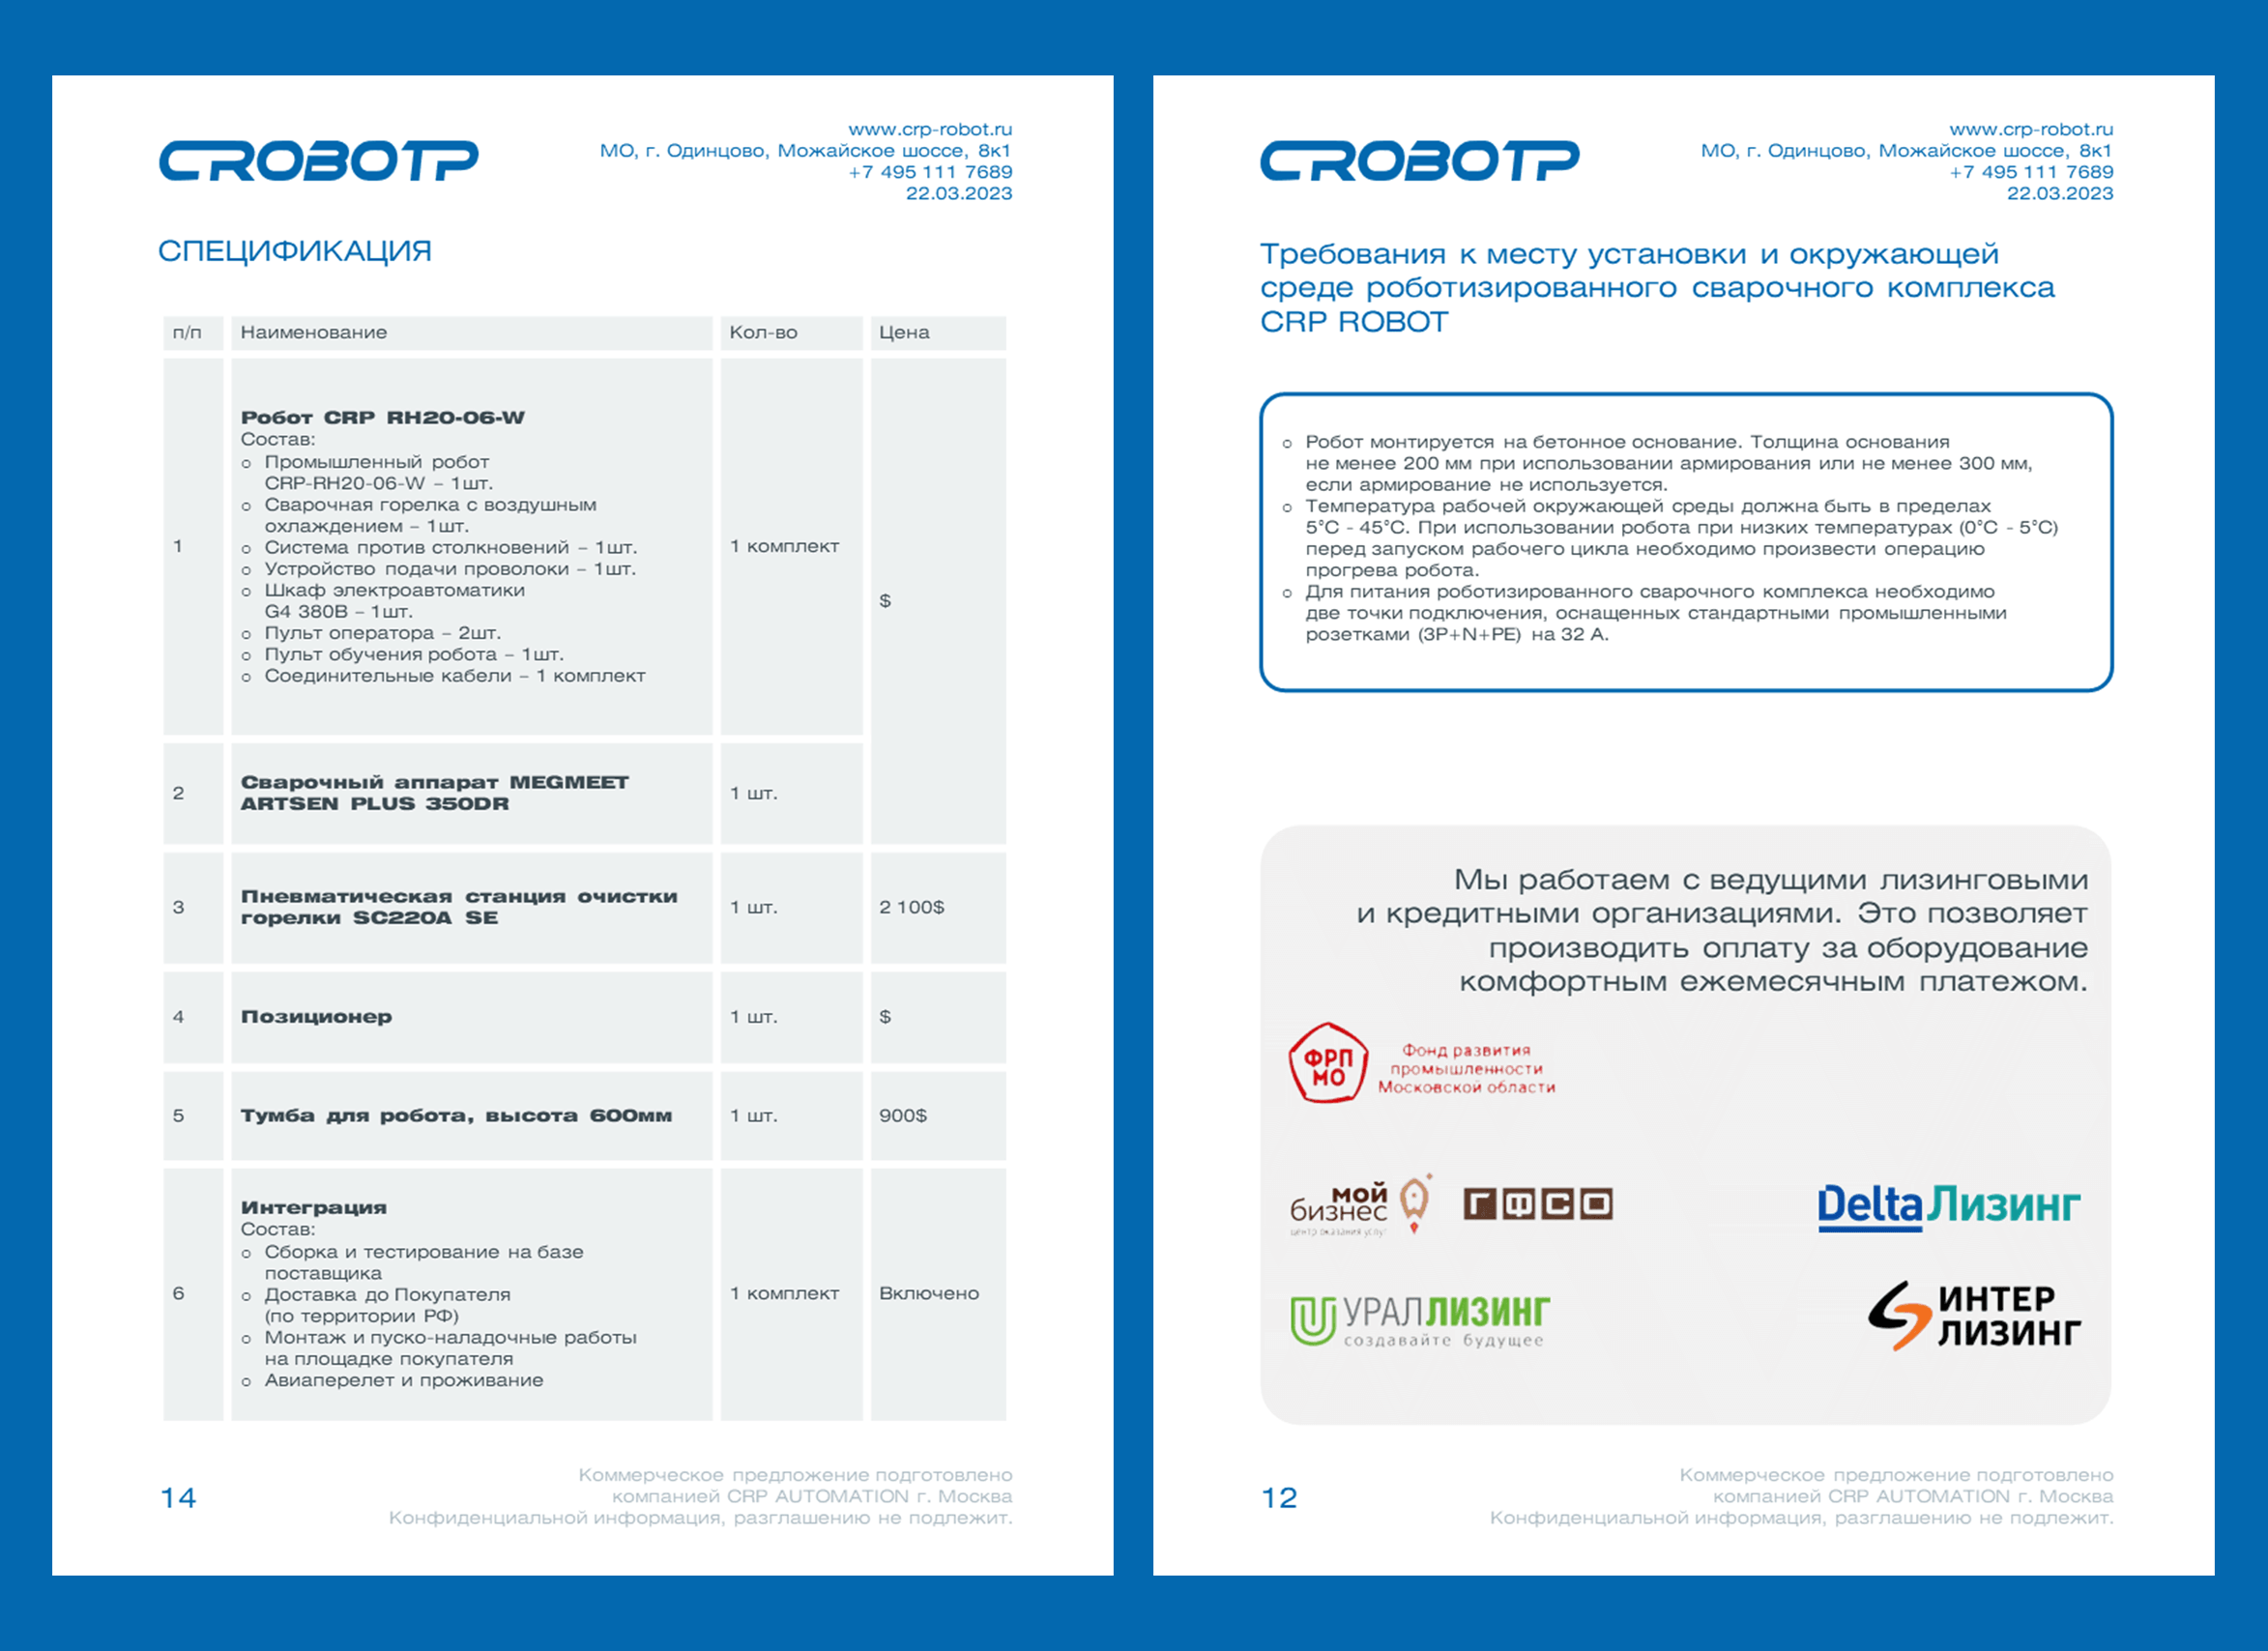 CROBOTP
www.crp-robot.ru
МО, г. Одинцово, Можайское шоссе, 8к1
+7 495 111 7689
22.03.2023
СПЕЦИФИКАЦИЯ
п/п Наименование Кол-во Цена
1
Робот CRP RH20-06-W
Состав:
o Промышленный робот
CRP-RH20-06-W – 1шт.
o Сварочная горелка с воздушным
охлаждением – 1шт.
o Система против столкновений – 1шт.
o Устройство подачи проволоки – 1шт.
o Шкаф электроавтоматики
G4 380В – 1шт.
o Пульт оператора – 2шт.
o Пульт обучения робота – 1шт.
o Соединительные кабели – 1 комплект
1 комплект
$
2
Сварочный аппарат MEGMEET
ARTSEN PLUS 350DR
1 шт.
3
Пневматическая станция очистки
горелки SC220A SE
1 шт.
2 100$
4 Позиционер 1 шт. $
5 Тумба для робота, высота 600мм 1 шт. 900$
6
Интеграция
Состав:
o Сборка и тестирование на базе
поставщика
o Доставка до Покупателя
(по территории РФ)
o Монтаж и пуско-наладочные работы
на площадке покупателя
o Авиаперелет и проживание
1 комплект
Включено
14
Коммерческое предложение подготовлено
компанией CRP AUTOMATION г. Москва
Конфиденциальной информация, разглашению не подлежит.
CROBOTP
www.crp-robot.ru
МО, г. Одинцово, Можайское шоссе, 8к1
+7 495 111 7689
22.03.2023
Требования к месту установки и окружающей
среде роботизированного сварочного комплекса
CRP ROBOT
o Робот монтируется на бетонное основание. Толщина основания
не менее 200 мм при использовании армирования или не менее 300 мм,
если армирование не используется.
o Температура рабочей окружающей среды должна быть в пределах
5°C - 45°C. При использовании робота при низких температурах (0°C - 5°C)
перед запуском рабочего цикла необходимо произвести операцию
прогрева робота.
o Для питания роботизированного сварочного комплекса необходимо
две точки подключения, оснащенных стандартными промышленными
розетками (3P+N+PE) на 32 А.
Мы работаем с ведущими лизинговыми
и кредитными организациями. Это позволяет
производить оплату за оборудование
комфортным ежемесячным платежом.
ФРП
МО
Фонд развития
промышленности
Московской области
мой
бизнес
центр оказания услуг
ГФСО
Delta Лизинг
УРАЛЛИЗИНГ
создавайте будущее
ИНТЕР
ЛИЗИНГ
12
Коммерческое предложение подготовлено
компанией CRP AUTOMATION г. Москва
Конфиденциальной информация, разглашению не подлежит.